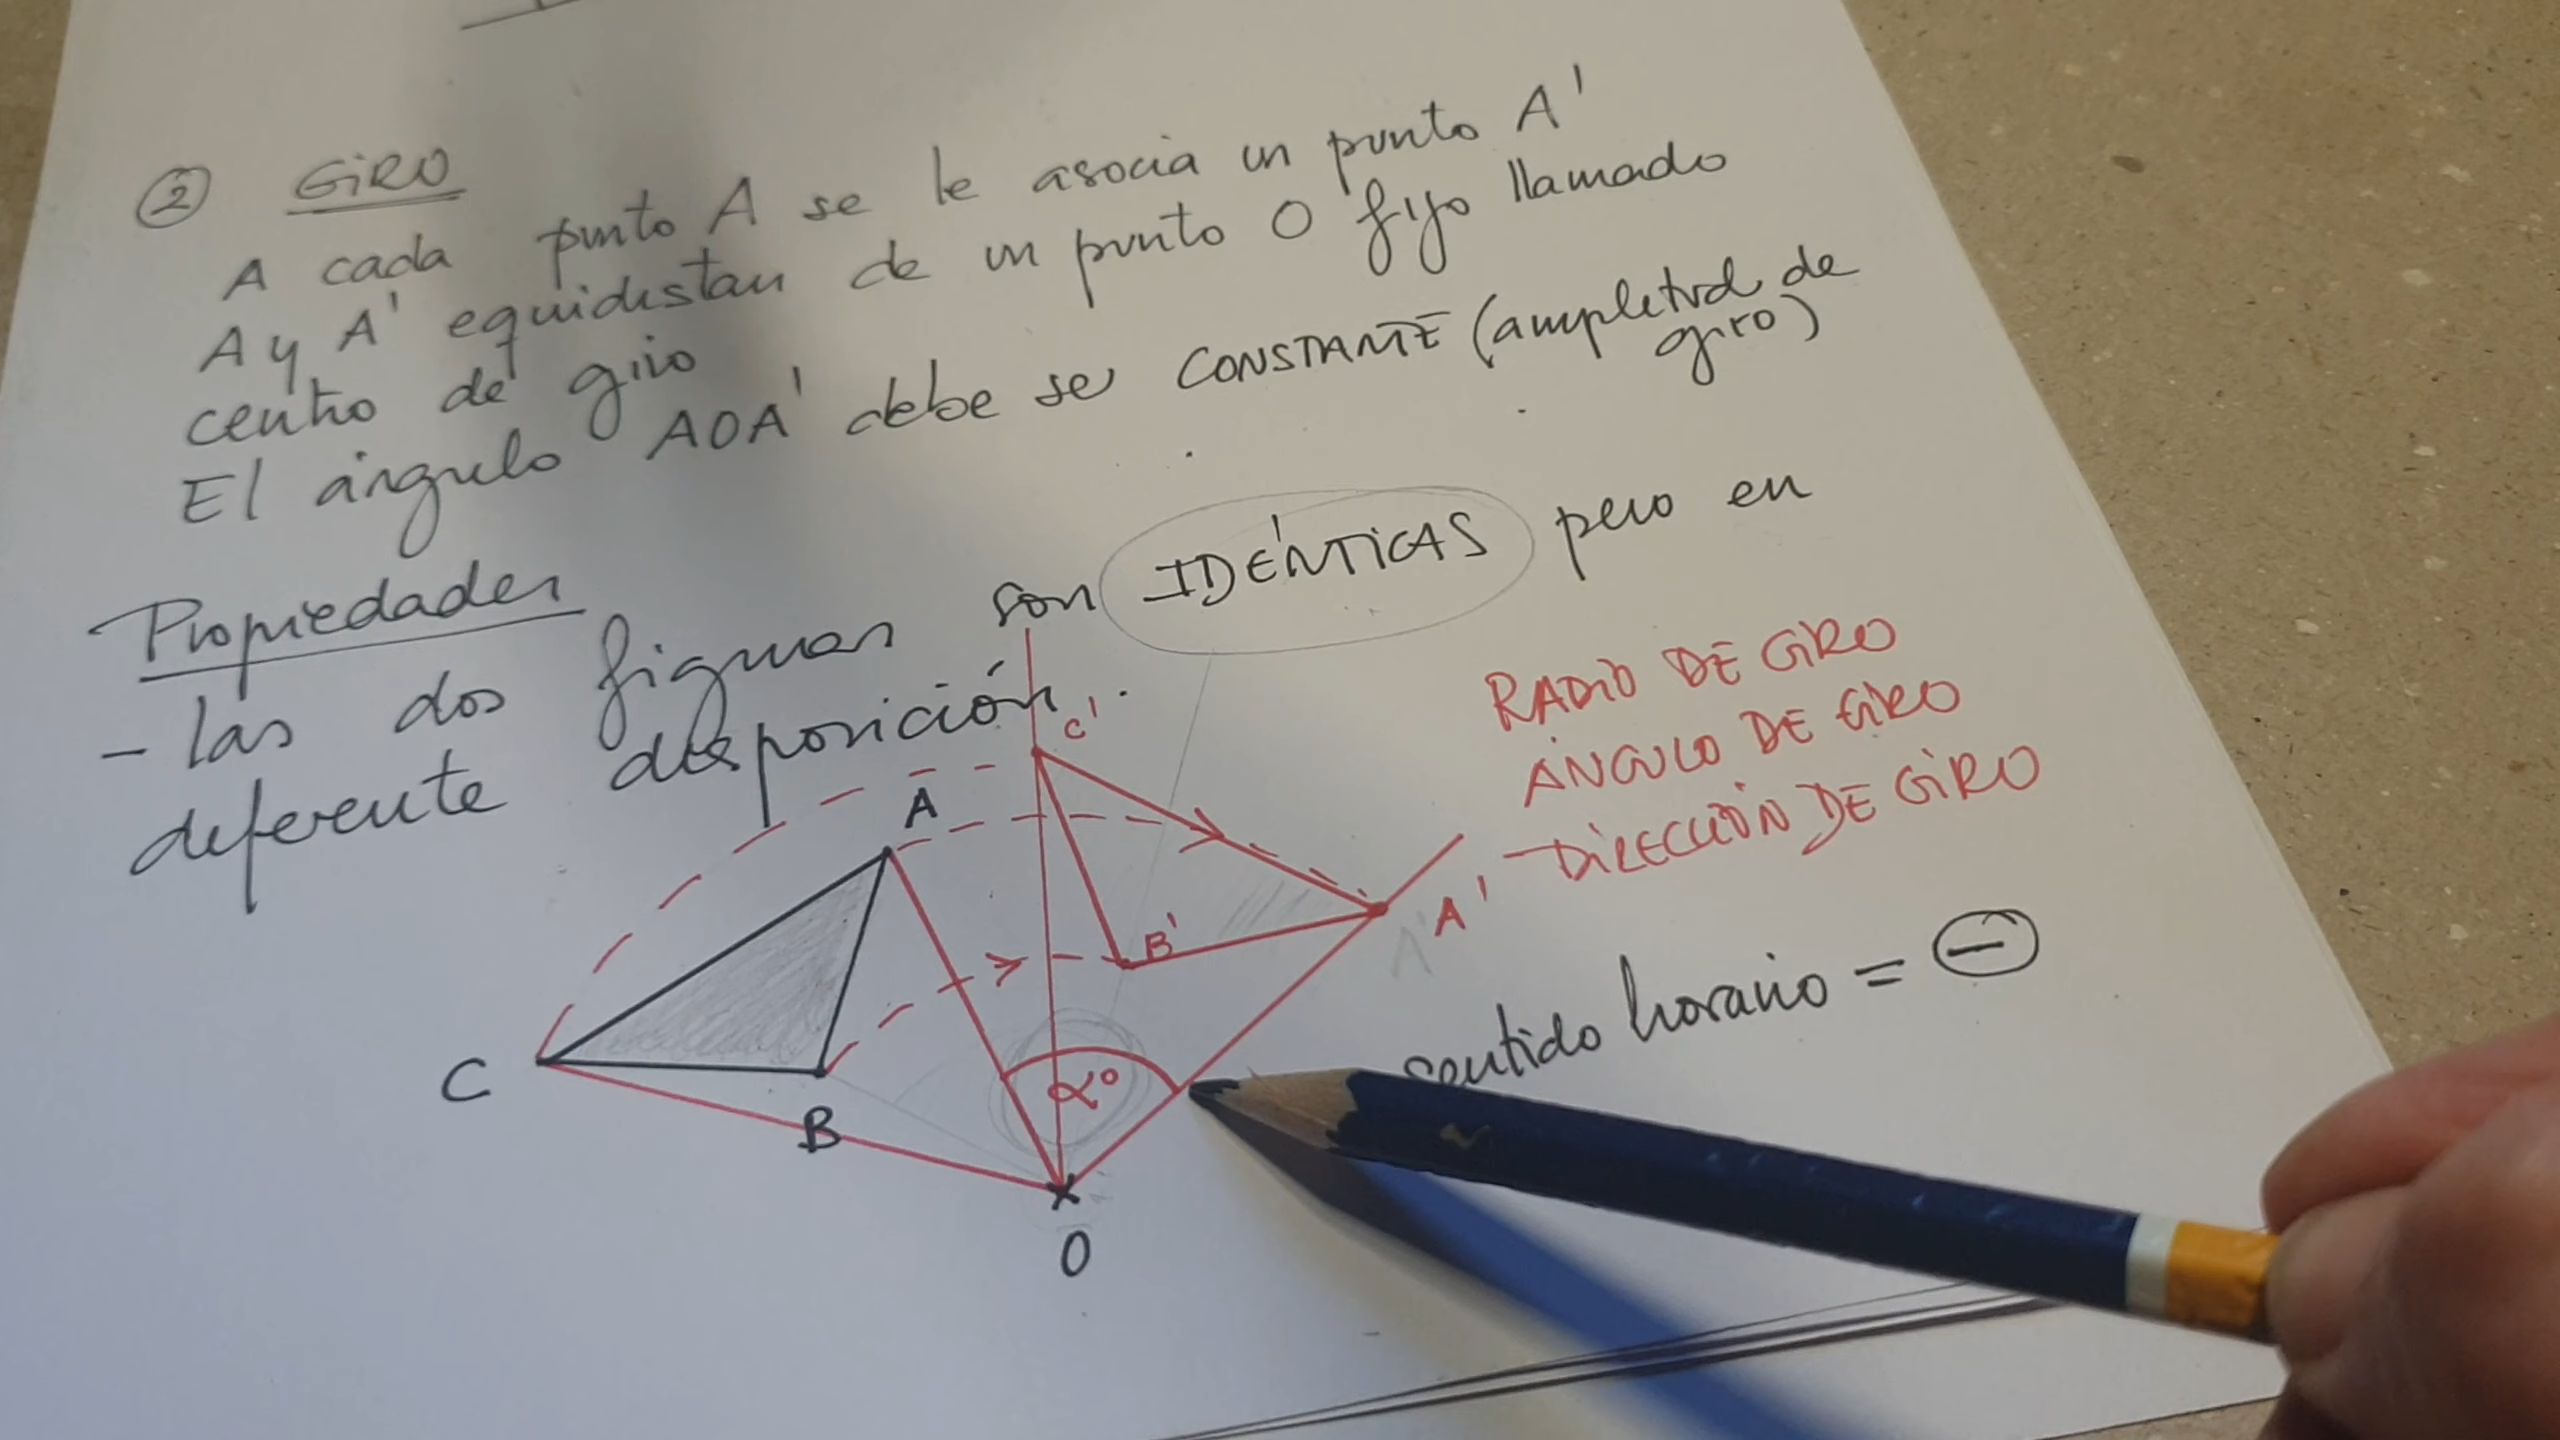 ② GiRO
A cada punto A se le asocia un punto A'
A y A' equidistan de un punto O fijo llamado
centro de giro
El ángulo AOA' debe ser CONSTANTE (amplitud de
giro)
Propiedades
- las dos figuras son IDÉNTICAS pero en
diferente disposición.
RADIO DE GIRO
ÁNGULO DE GIRO
DIRECCIÓN DE GIRO
C'
A
A'
B'
sentido horario = ⊖
C
B
α°
O